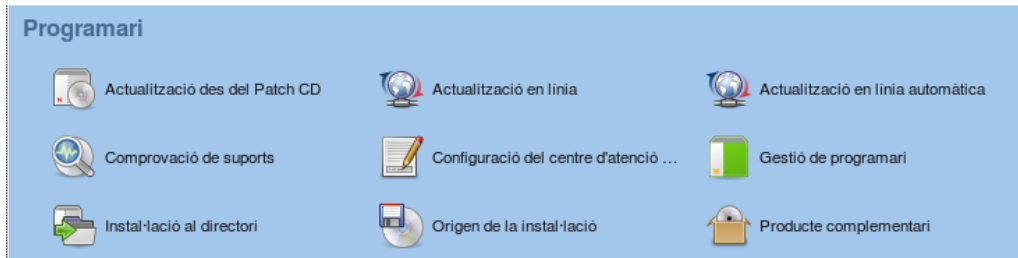 Programari
Actualització des del Patch CD
Actualització en línia
Actualització en línia automàtica
Comprovació de suports
Configuració del centre d'atenció ...
Gestió de programari
Instal·lació al directori
Origen de la instal·lació
Producte complementari